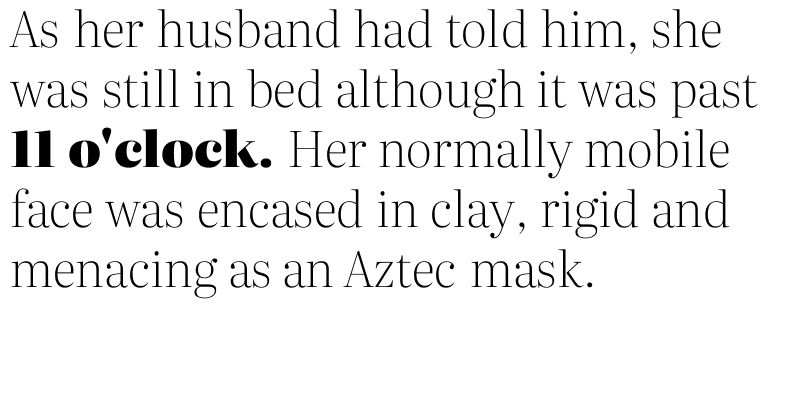 As her husband had told him, she
was still in bed although it was past
11 o'clock. Her normally mobile
face was encased in clay, rigid and
menacing as an Aztec mask.